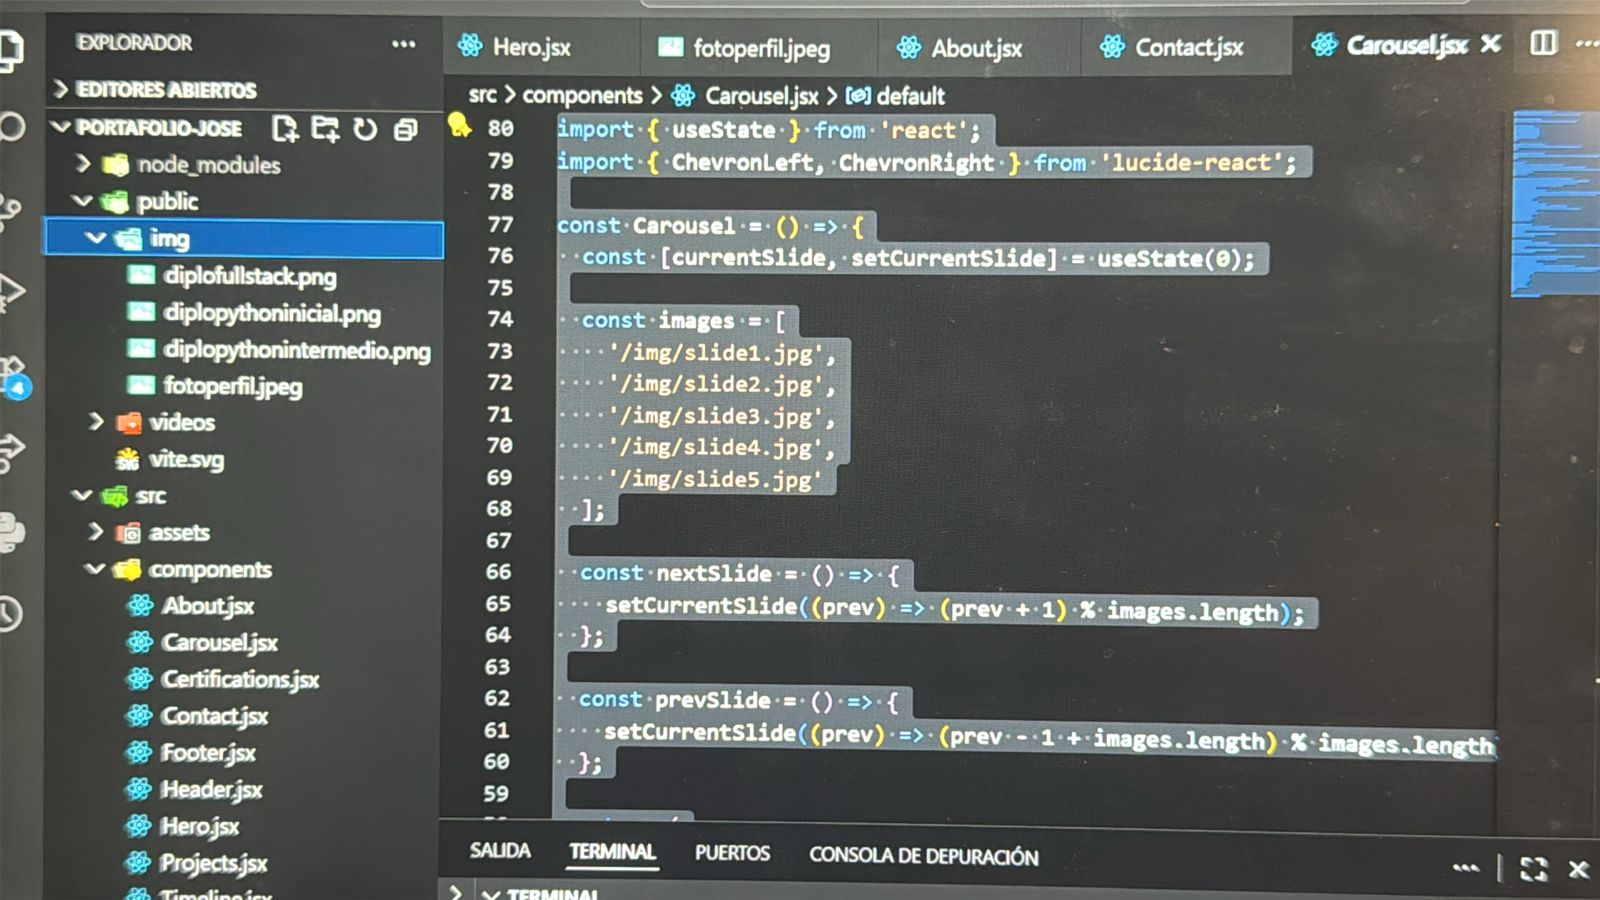 EXPLORADOR
EDITORES ABIERTOS
PORTAFOLIO-JOSE
node_modules
public
img
diplofullstack.png
diplopythoninicial.png
diplopythonintermedio.png
fotoperfil.jpeg
videos
vite.svg
src
assets
components
About.jsx
Carousel.jsx
Certifications.jsx
Contact.jsx
Footer.jsx
Header.jsx
Hero.jsx
Projects.jsx
Timeline.jsx
4
Hero.jsx fotoperfil.jpeg About.jsx Contact.jsx Carousel.jsx
src > components > Carousel.jsx > default
80 import { useState } from 'react';
79 import { ChevronLeft, ChevronRight } from 'lucide-react';
78
77 const Carousel = () => {
76 const [currentSlide, setCurrentSlide] = useState(0);
75
74 const images = [
73 '/img/slide1.jpg',
72 '/img/slide2.jpg',
71 '/img/slide3.jpg',
70 '/img/slide4.jpg',
69 '/img/slide5.jpg'
68 ];
67
66 const nextSlide = () => {
65 setCurrentSlide((prev) => (prev + 1) % images.length);
64 };
63
62 const prevSlide = () => {
61 setCurrentSlide((prev) => (prev - 1 + images.length) % images.length
60 };
59
SALIDA TERMINAL PUERTOS CONSOLA DE DEPURACIÓN
TERMINAL